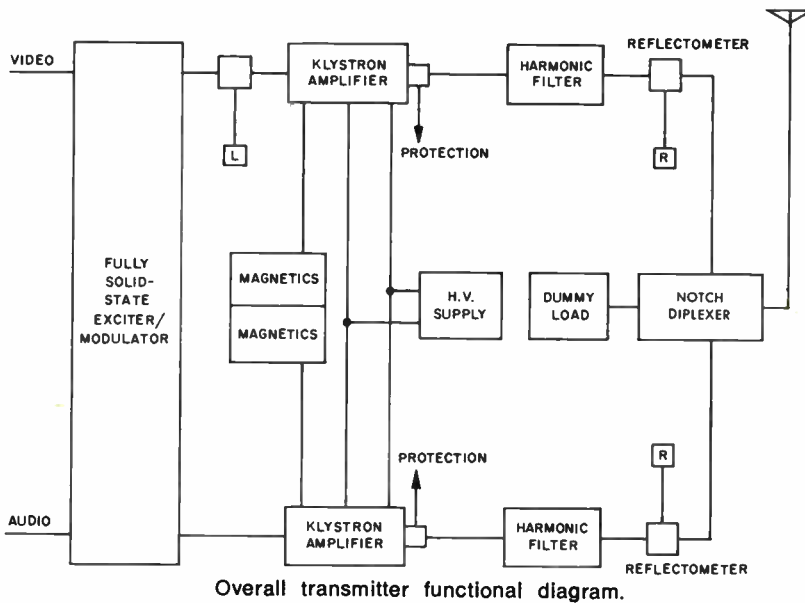 VIDEO
KLYSTRON
AMPLIFIER
HARMONIC
FILTER
REFLECTOMETER
L
PROTECTION
R
FULLY
SOLID-
STATE
EXCITER/
MODULATOR
MAGNETICS
MAGNETICS
H.V.
SUPPLY
DUMMY
LOAD
NOTCH
DIPLEXER
AUDIO
PROTECTION
KLYSTRON
AMPLIFIER
HARMONIC
FILTER
R
REFLECTOMETER
Overall transmitter functional diagram.